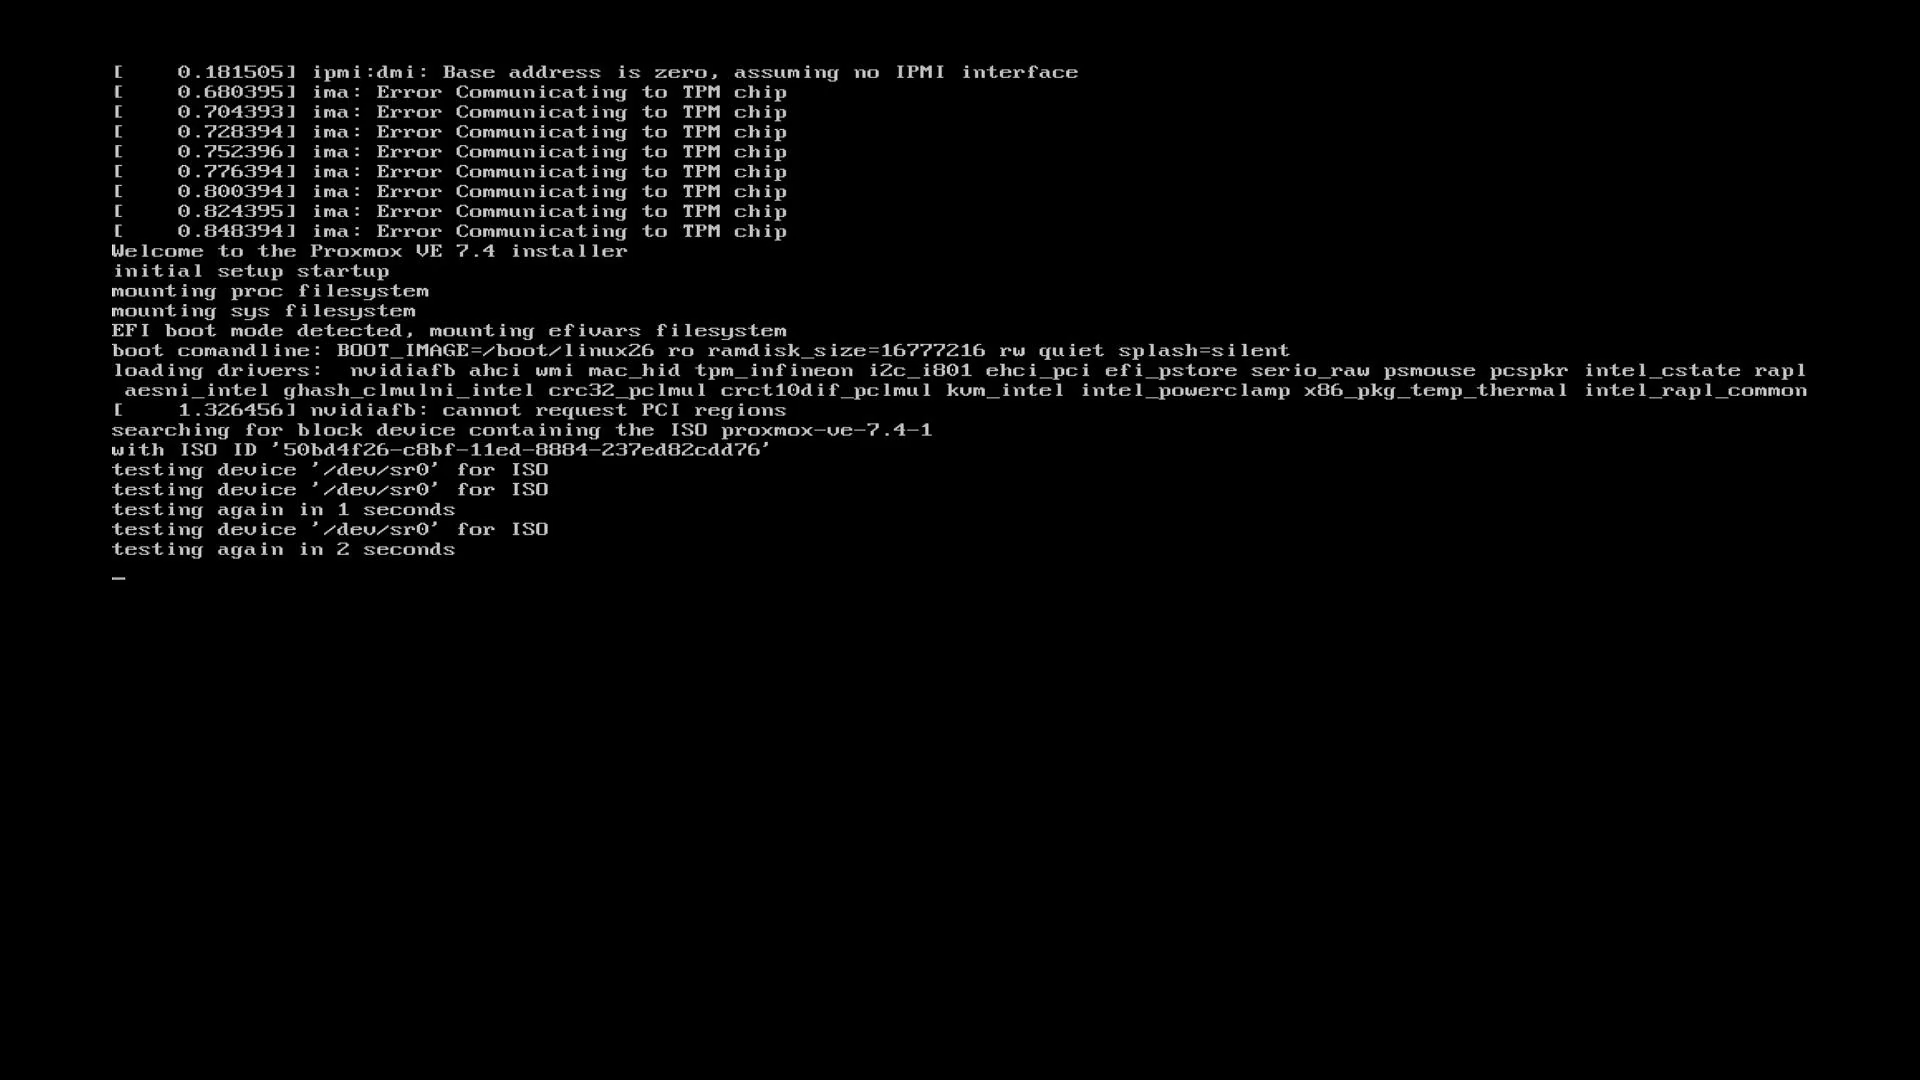 [    0.181505] ipmi:dmi: Base address is zero, assuming no IPMI interface
[    0.680395] ima: Error Communicating to TPM chip
[    0.704393] ima: Error Communicating to TPM chip
[    0.728394] ima: Error Communicating to TPM chip
[    0.752396] ima: Error Communicating to TPM chip
[    0.776394] ima: Error Communicating to TPM chip
[    0.800394] ima: Error Communicating to TPM chip
[    0.824395] ima: Error Communicating to TPM chip
[    0.848394] ima: Error Communicating to TPM chip
Welcome to the Proxmox VE 7.4 installer
initial setup startup
mounting proc filesystem
mounting sys filesystem
EFI boot mode detected, mounting efivars filesystem
boot comandline: BOOT_IMAGE=/boot/linux26 ro ramdisk_size=16777216 rw quiet splash=silent
loading drivers:  nvidiafb ahci wmi mac_hid tpm_infineon i2c_i801 ehci_pci efi_pstore serio_raw psmouse pcspkr intel_cstate rapl
 aesni_intel ghash_clmulni_intel crc32_pclmul crct10dif_pclmul kvm_intel intel_powerclamp x86_pkg_temp_thermal intel_rapl_common
[    1.326456] nvidiafb: cannot request PCI regions
searching for block device containing the ISO proxmox-ve-7.4-1
with ISO ID '50bd4f26-c8bf-11ed-8884-237ed82cdd76'
testing device '/dev/sr0' for ISO
testing device '/dev/sr0' for ISO
testing again in 1 seconds
testing device '/dev/sr0' for ISO
testing again in 2 seconds
_